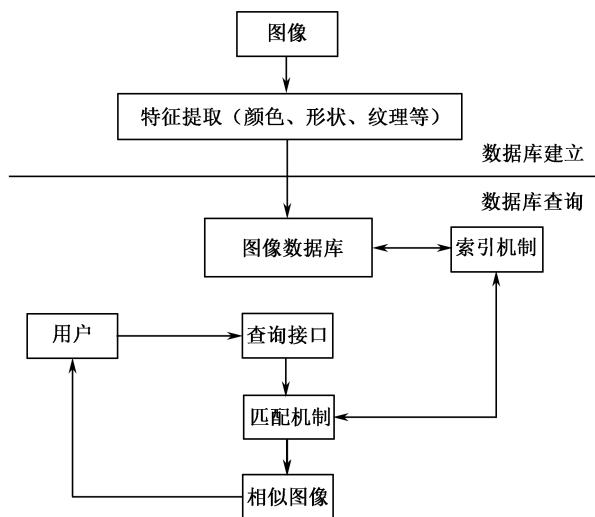 图像
特征提取（颜色、形状、纹理等）
数据库建立
数据库查询
图像数据库
索引机制
用户
查询接口
匹配机制
相似图像